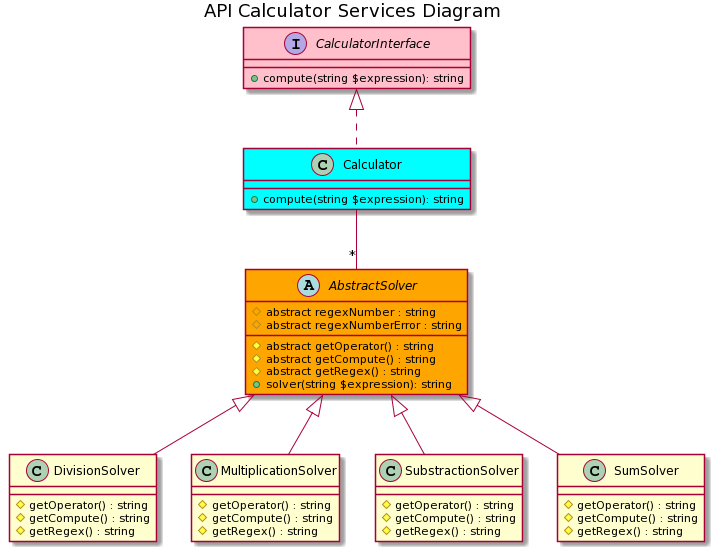 API Calculator Services Diagram
I CalculatorInterface
compute(string $expression): string
C Calculator
compute(string $expression): string
*
A AbstractSolver
abstract regexNumber : string
abstract regexNumberError : string
abstract getOperator() : string
abstract getCompute() : string
abstract getRegex() : string
solver(string $expression): string
C DivisionSolver
getOperator() : string
getCompute() : string
getRegex() : string
C MultiplicationSolver
getOperator() : string
getCompute() : string
getRegex() : string
C SubstractionSolver
getOperator() : string
getCompute() : string
getRegex() : string
C SumSolver
getOperator() : string
getCompute() : string
getRegex() : string